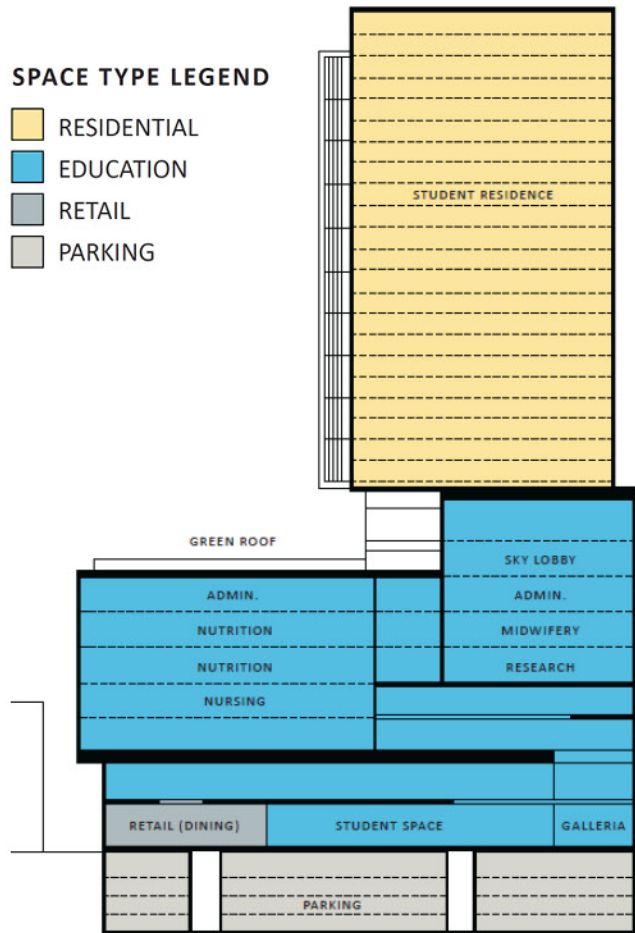 SPACE TYPE LEGEND
RESIDENTIAL
EDUCATION
RETAIL
PARKING
STUDENT RESIDENCE
GREEN ROOF
SKY LOBBY
ADMIN.
ADMIN.
NUTRITION
MIDWIFERY
NUTRITION
RESEARCH
NURSING
RETAIL (DINING)
STUDENT SPACE
GALLERIA
PARKING